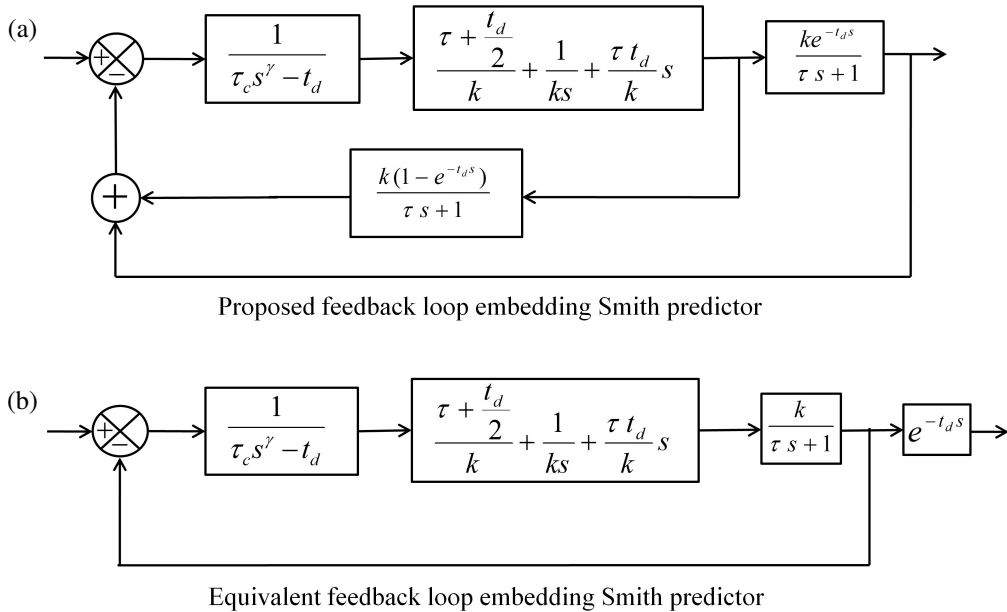 (a)
+ −
1 / (τ_c s^γ − t_d)
(τ + t_d/2)/k + 1/(ks) + (τ t_d/k) s
ke^{−t_d s} / (τ s + 1)
k(1 − e^{−t_d s}) / (τ s + 1)
+
Proposed feedback loop embedding Smith predictor
(b)
+ −
1 / (τ_c s^γ − t_d)
(τ + t_d/2)/k + 1/(ks) + (τ t_d/k) s
k / (τ s + 1)
e^{−t_d s}
Equivalent feedback loop embedding Smith predictor